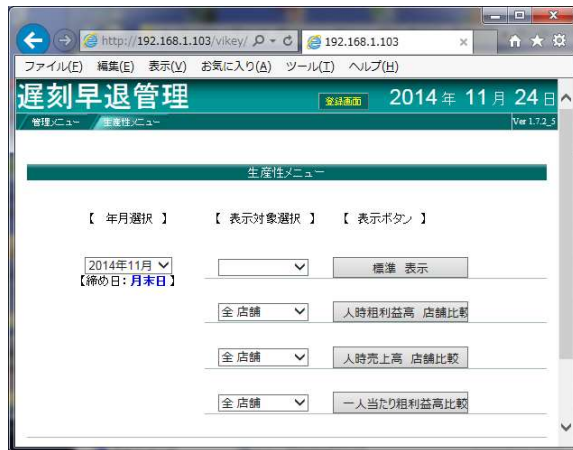 http://192.168.1.103/vikey/
192.168.1.103
ファイル(F) 編集(E) 表示(V) お気に入り(A) ツール(T) ヘルプ(H)
遅刻早退管理 登録画面 2014年 11月 24日
管理メニュー 生産性メニュー Ver 1.7.2_5
生産性メニュー
【 年月選択 】 【 表示対象選択 】 【 表示ボタン 】
2014年11月 標準 表示
【締め日:月末日】
全店舗 人時粗利益高 店舗比較
全店舗 人時売上高 店舗比較
全店舗 一人当たり粗利益高比較